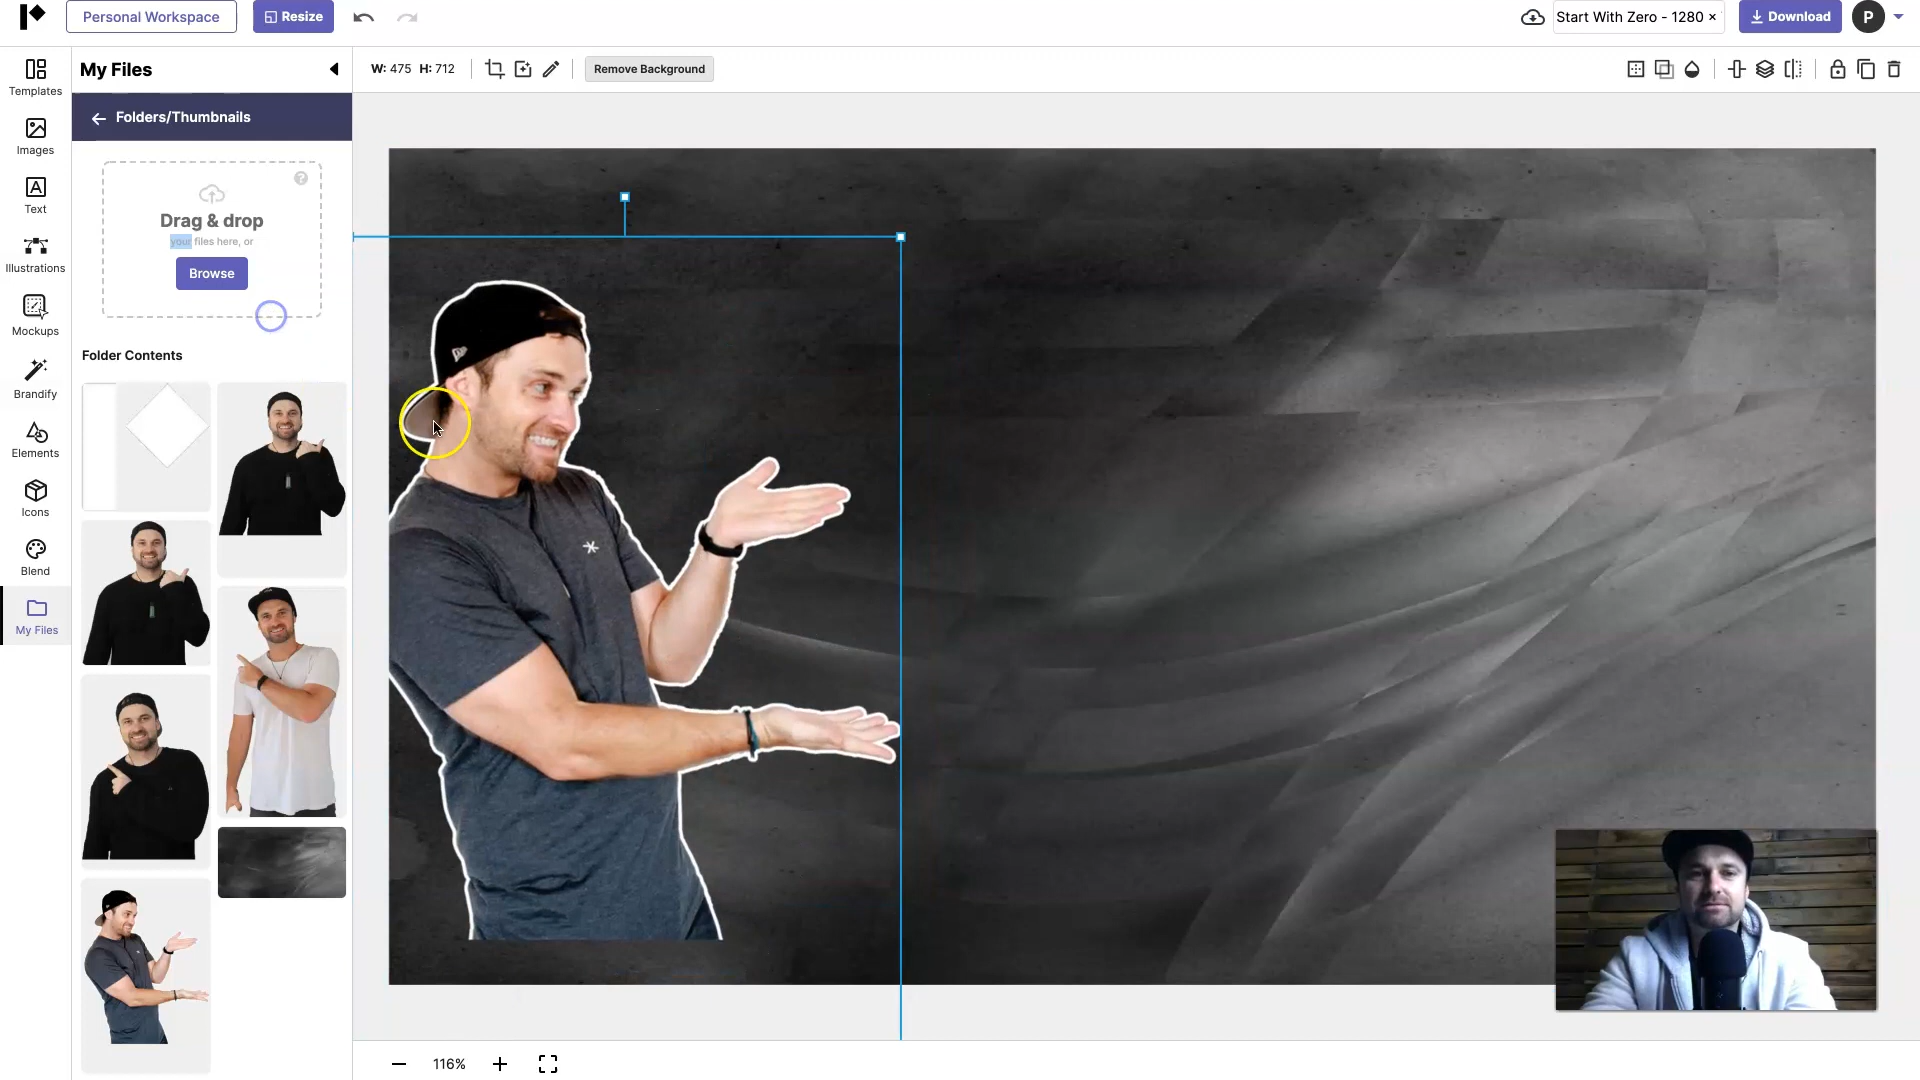 Personal Workspace
Resize
Start With Zero - 1280 ×
Download
P
Templates
Images
Text
Illustrations
Mockups
Brandify
Elements
Icons
Blend
My Files
My Files
Folders/Thumbnails
?
Drag & drop
your files here, or
Browse
Folder Contents
W: 475 H: 712
Remove Background
116%